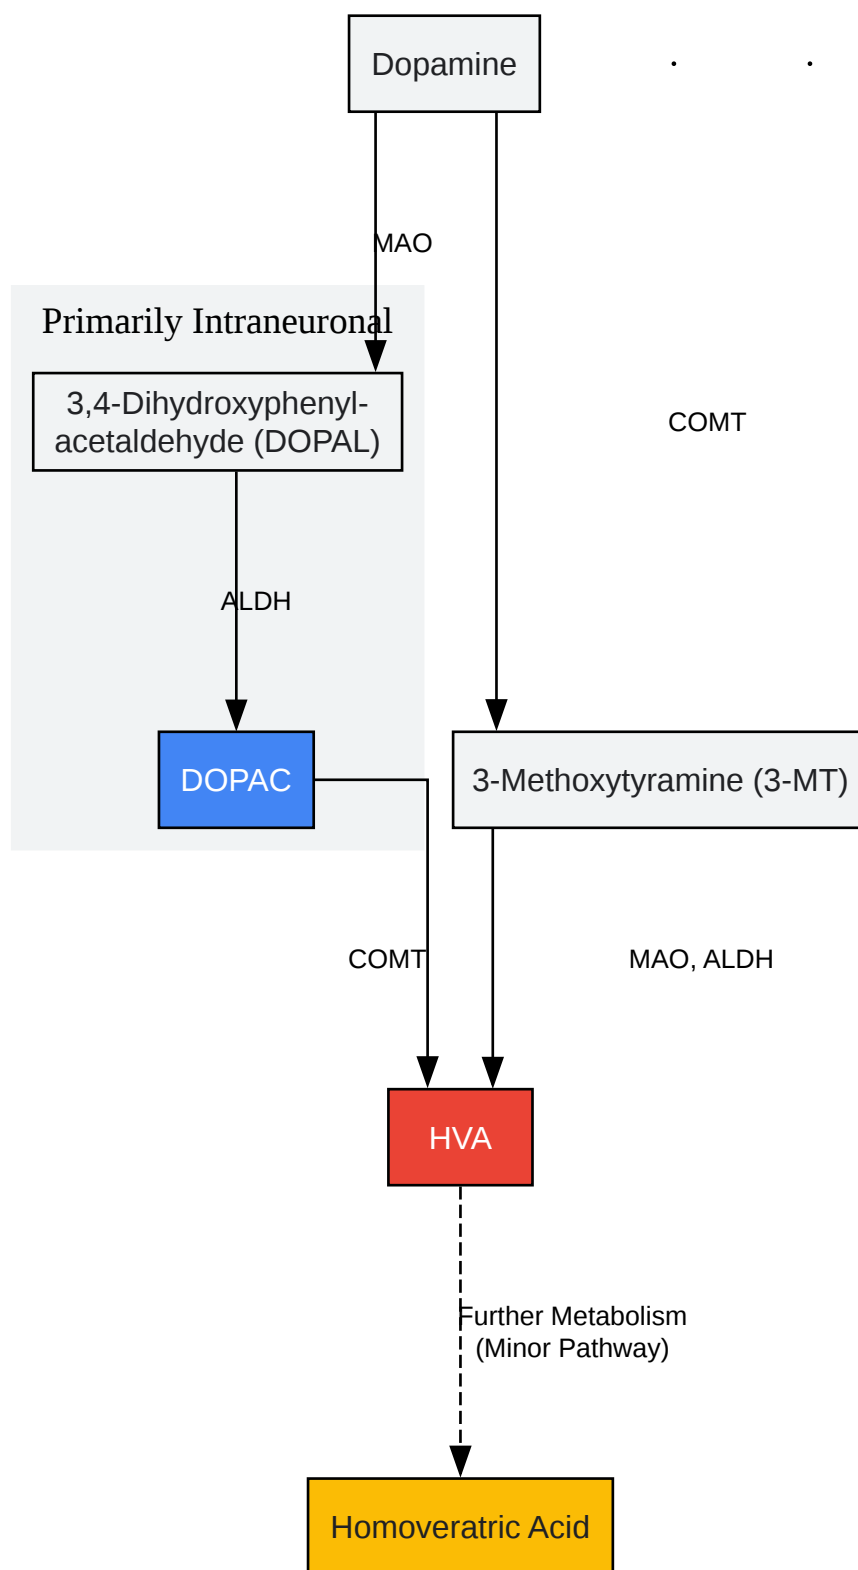 Dopamine
MAO
Primarily Intraneuronal
3,4-Dihydroxyphenyl-
acetaldehyde (DOPAL)
COMT
ALDH
DOPAC
3-Methoxytyramine (3-MT)
COMT
MAO, ALDH
HVA
Further Metabolism
(Minor Pathway)
Homoveratric Acid